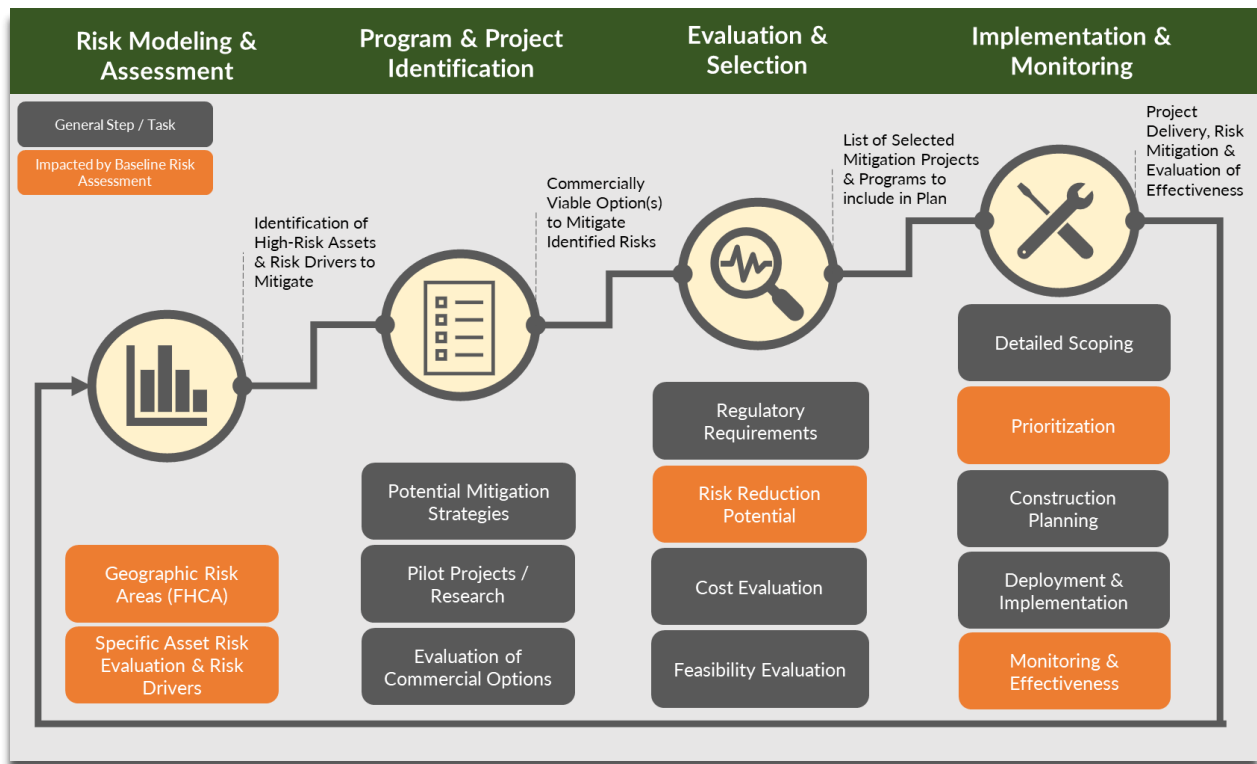 Risk Modeling &
Assessment
Program & Project
Identification
Evaluation &
Selection
Implementation &
Monitoring
General Step / Task
Impacted by Baseline Risk
Assessment
Identification of
High-Risk Assets
& Risk Drivers to
Mitigate
Commercially
Viable Option(s)
to Mitigate
Identified Risks
List of Selected
Mitigation Projects
& Programs to
include in Plan
Project
Delivery, Risk
Mitigation &
Evaluation of
Effectiveness
Geographic Risk
Areas (FHCA)
Specific Asset Risk
Evaluation & Risk
Drivers
Potential Mitigation
Strategies
Pilot Projects /
Research
Evaluation of
Commercial Options
Regulatory
Requirements
Risk Reduction
Potential
Cost Evaluation
Feasibility Evaluation
Detailed Scoping
Prioritization
Construction
Planning
Deployment &
Implementation
Monitoring &
Effectiveness